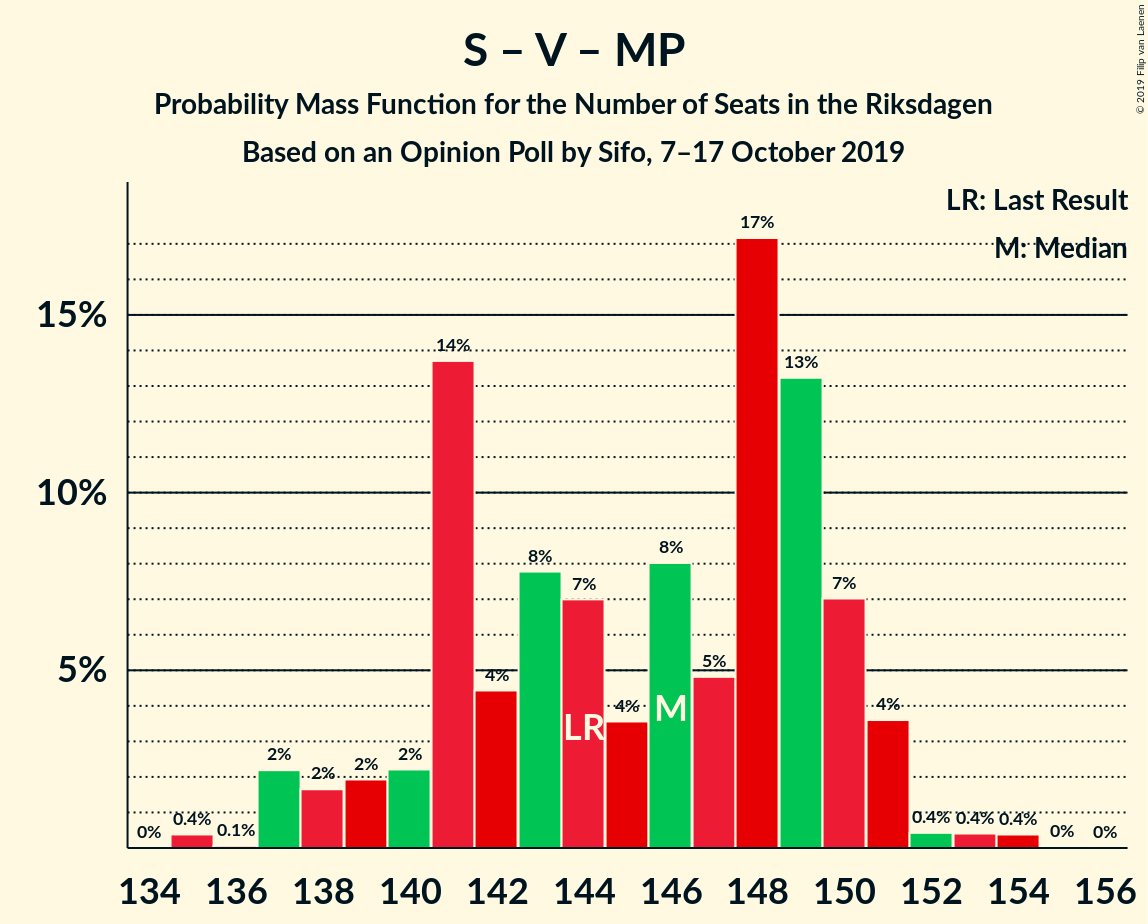 S – V – MP
Probability Mass Function for the Number of Seats in the Riksdagen
Based on an Opinion Poll by Sifo, 7–17 October 2019
© 2019 Filip van Laenen
LR: Last Result
M: Median
15%
10%
5%
0%
0.4%
0.1%
2%
2%
2%
2%
14%
4%
8%
7%
4%
8%
5%
17%
13%
7%
4%
0.4%
0.4%
0.4%
0%
0%
LR
M
134 136 138 140 142 144 146 148 150 152 154 156